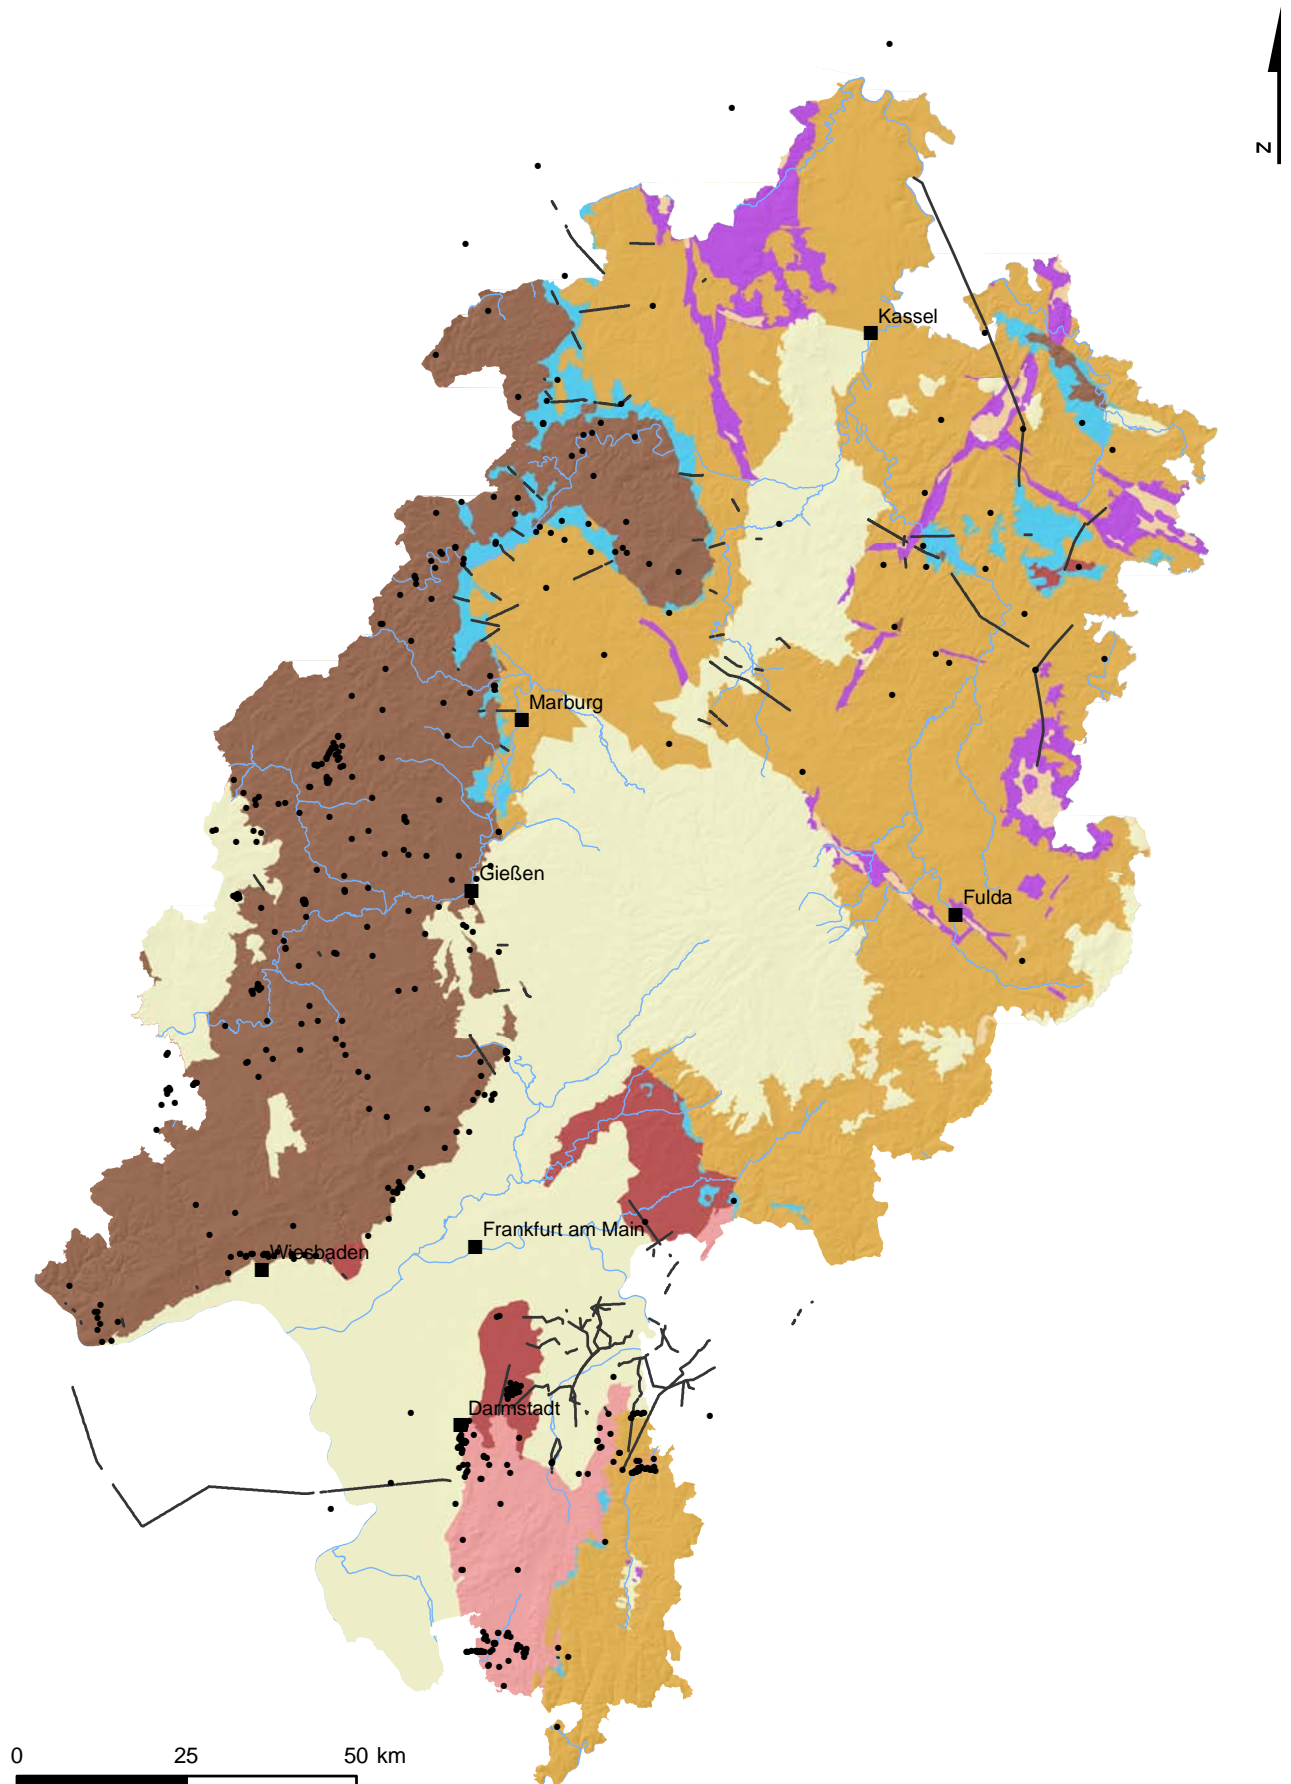 N
Kassel
Marburg
Gießen
Fulda
Frankfurt am Main
Wiesbaden
Darmstadt
0 25 50 km